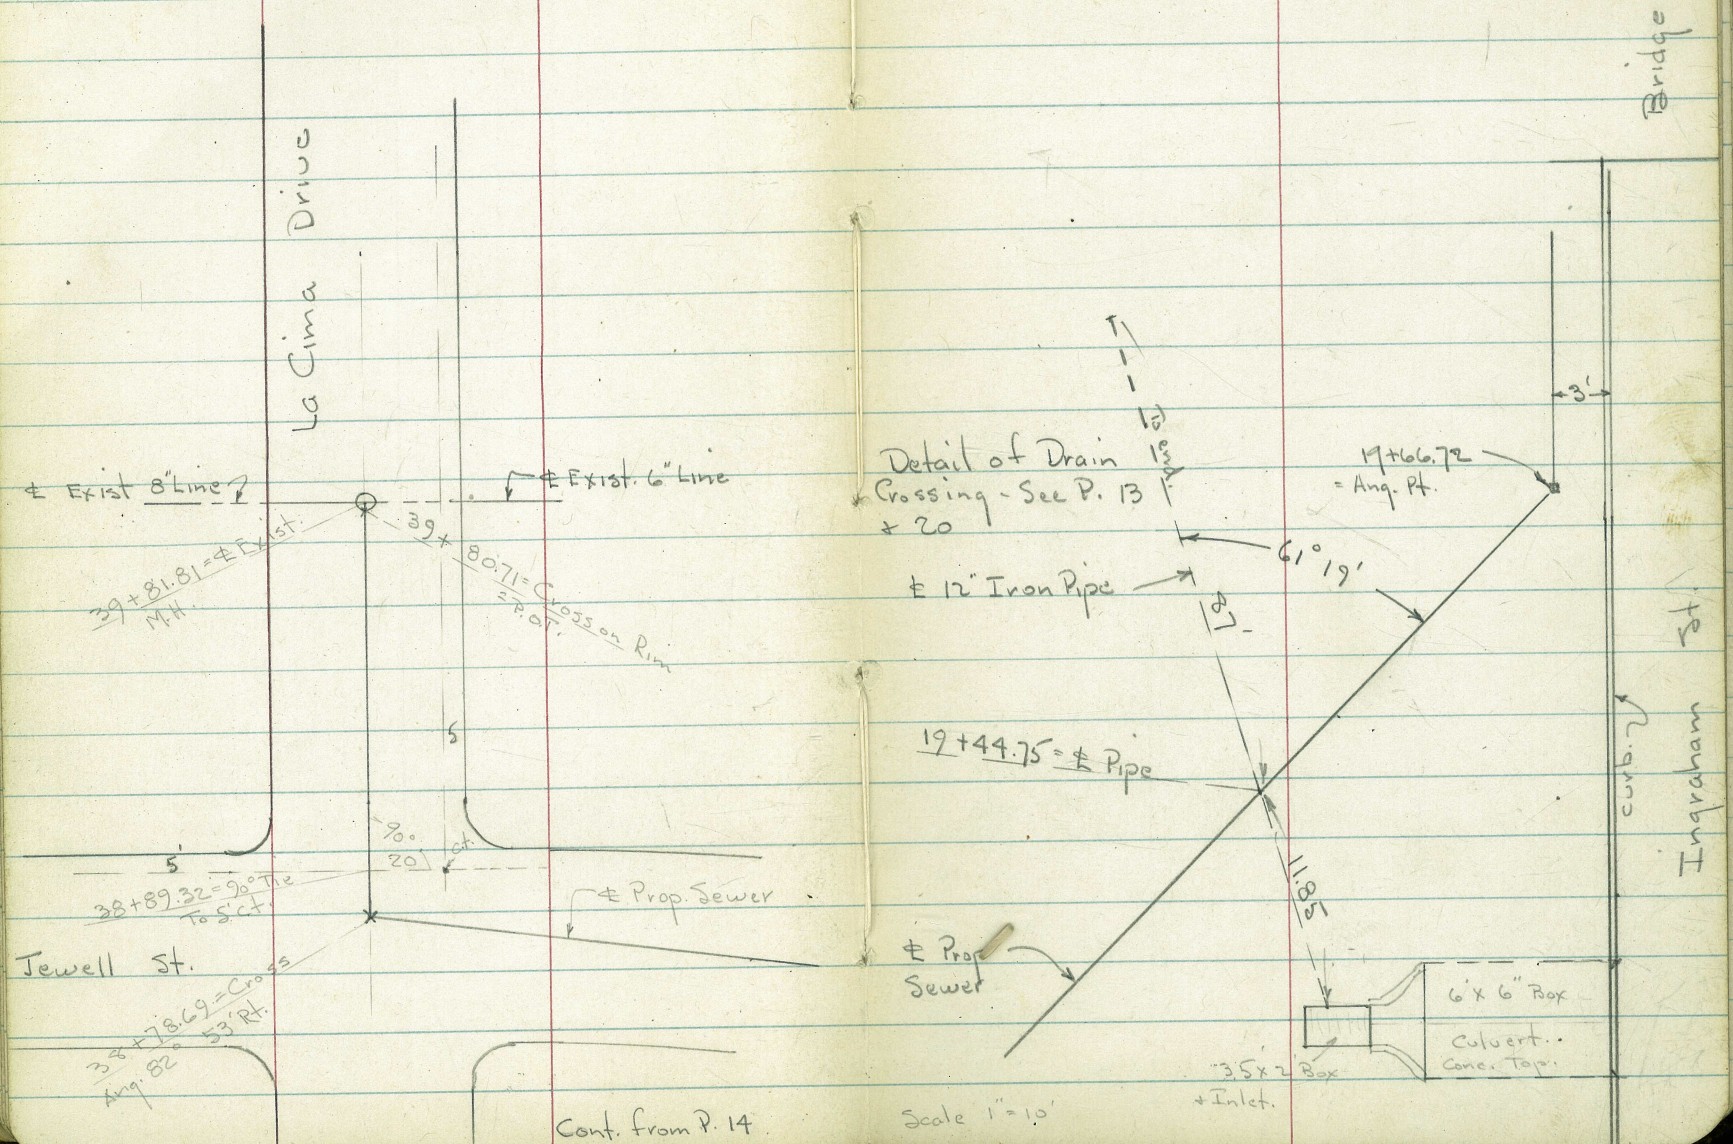 La Cima Drive
℄ Exist 8" Line
℄ Exist. 6" Line
39+81.81 = ℄ Exist.
M.H.
39+80.71 = Cross on Rim
= P.O.T.
5
90°
20
ct.
5'
38+89.32 = 90° Tie
To 5' ct.
℄ Prop. Sewer
Jewell St.
38+78.69 = Cross
Ang. 82° 53' Rt.
Cont. from P. 14
Bridge
3'
Detail of Drain
Crossing - See P. 13
+ 20
19+66.72
= Ang. Pt.
61° 19'
℄ 12" Iron Pipe
87'
19+44.75 = ℄ Pipe
curb.
Ingraham St.
11.85
℄ Prop
Sewer
6' x 6" Box
Culvert..
Conc. Top.
3.5 x 2' Box
+ Inlet.
Scale 1" = 10'